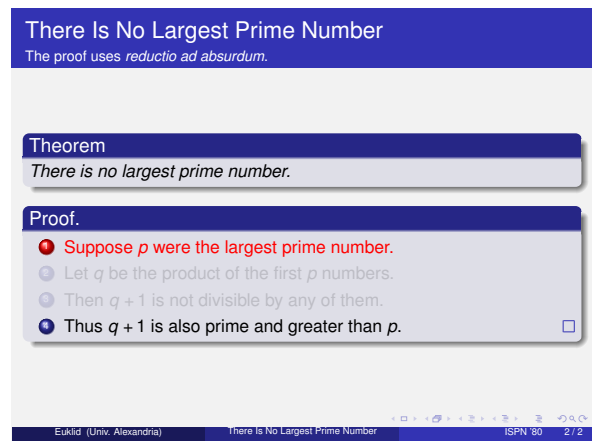 There Is No Largest Prime Number
The proof uses reductio ad absurdum.
Theorem
There is no largest prime number.
Proof.
1 Suppose p were the largest prime number.
2 Let q be the product of the first p numbers.
3 Then q + 1 is not divisible by any of them.
4 Thus q + 1 is also prime and greater than p.
Euklid (Univ. Alexandria) There Is No Largest Prime Number ISPN '80 2 / 2